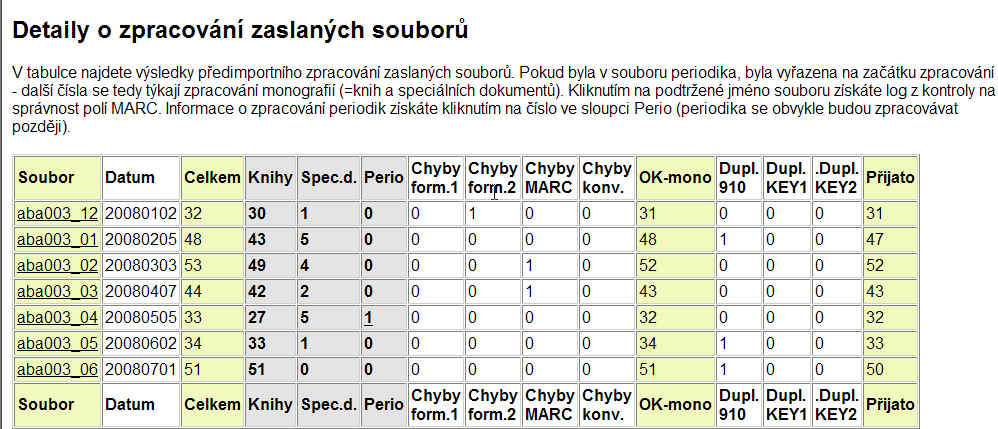 Detaily o zpracování zaslaných souborů
V tabulce najdete výsledky předimportního zpracování zaslaných souborů. Pokud byla v souboru periodika, byla vyřazena na začátku zpracování
- další čísla se tedy týkají zpracování monografií (=knih a speciálních dokumentů). Kliknutím na podtržené jméno souboru získáte log z kontroly na
správnost polí MARC. Informace o zpracování periodik získáte kliknutím na číslo ve sloupci Perio (periodika se obvykle budou zpracovávat
později).
Soubor Datum Celkem Knihy Spec.d. Perio Chyby form.1 Chyby form.2 Chyby MARC Chyby konv. OK-mono Dupl. 910 Dupl. KEY1 .Dupl. KEY2 Přijato
aba003_12 20080102 32 30 1 0 0 1 0 0 31 0 0 0 31
aba003_01 20080205 48 43 5 0 0 0 0 0 48 1 0 0 47
aba003_02 20080303 53 49 4 0 0 0 1 0 52 0 0 0 52
aba003_03 20080407 44 42 2 0 0 0 1 0 43 0 0 0 43
aba003_04 20080505 33 27 5 1 0 0 0 0 32 0 0 0 32
aba003_05 20080602 34 33 1 0 0 0 0 0 34 1 0 0 33
aba003_06 20080701 51 51 0 0 0 0 0 0 51 1 0 0 50
Soubor Datum Celkem Knihy Spec.d. Perio Chyby form.1 Chyby form.2 Chyby MARC Chyby konv. OK-mono Dupl. 910 Dupl. KEY1 .Dupl. KEY2 Přijato